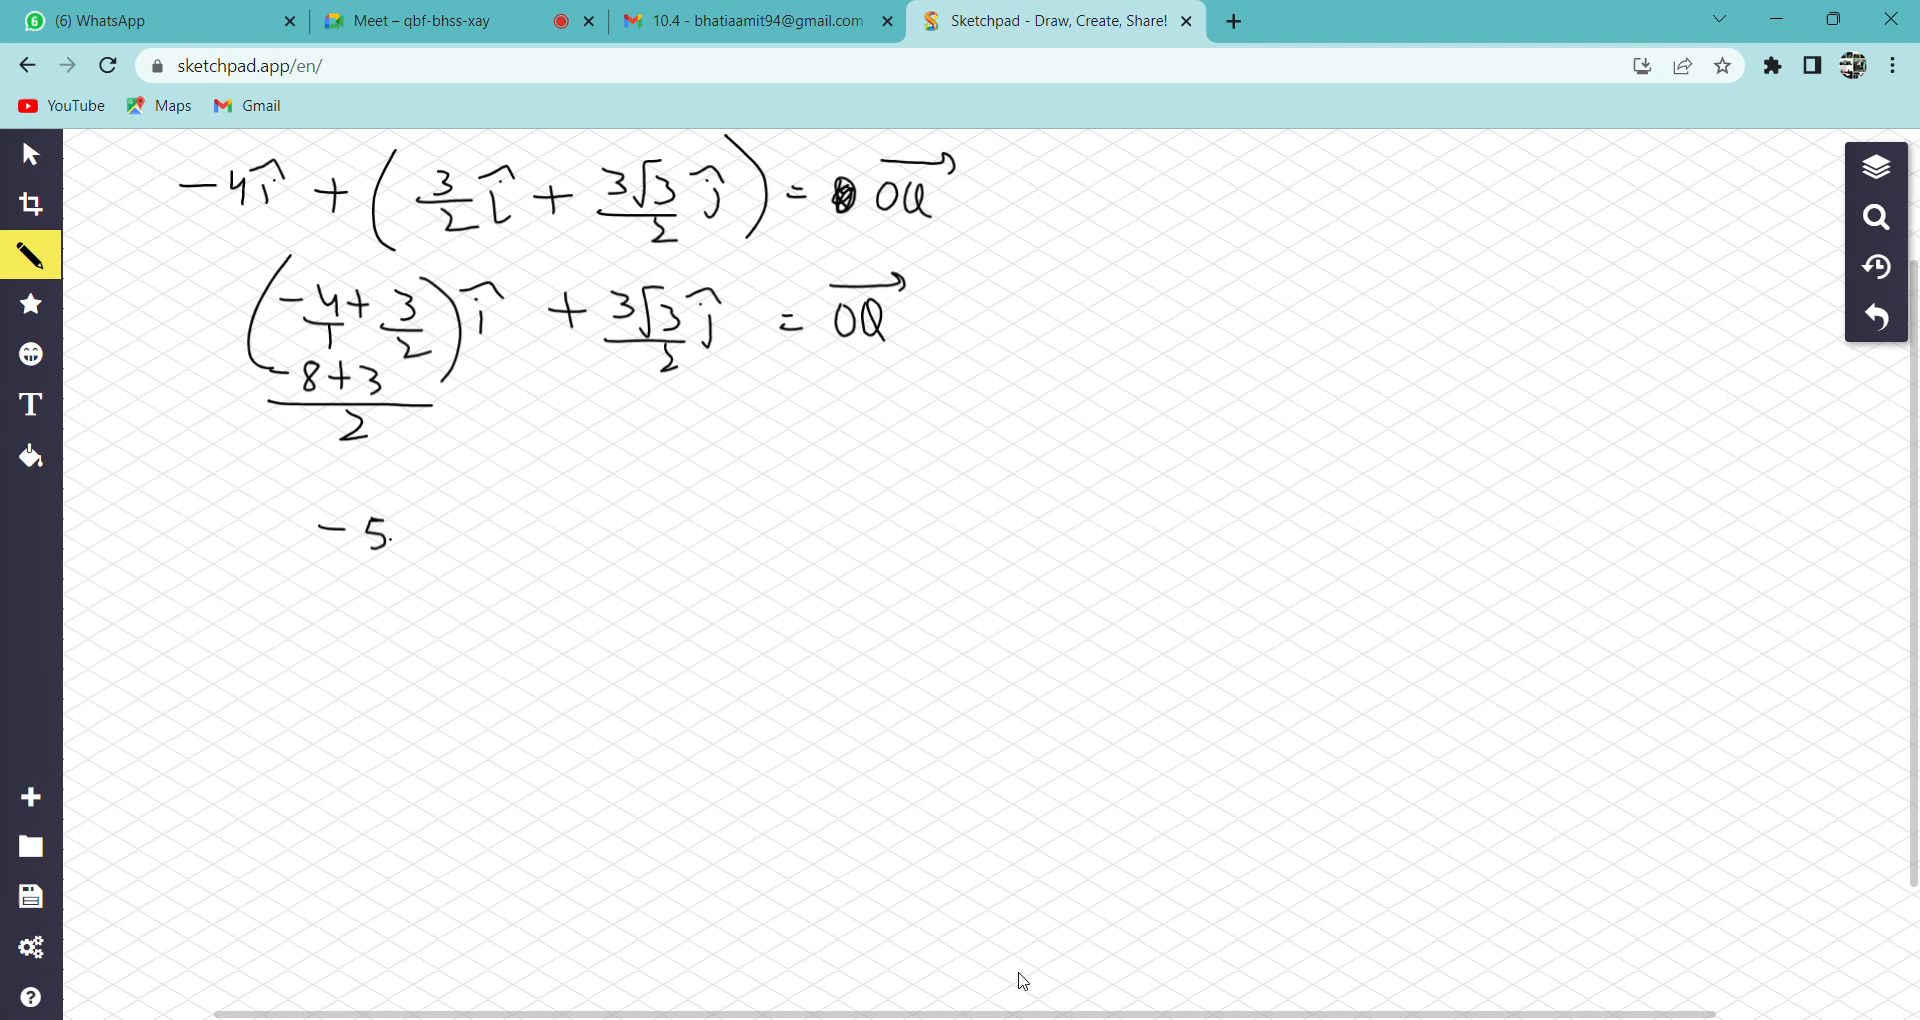 (6) WhatsApp
Meet – qbf-bhss-xay
10.4 - bhatiaamit94@gmail.com
Sketchpad - Draw, Create, Share!
sketchpad.app/en/
YouTube
Maps
Gmail
-4î + (3/2 î + 3√3/2 ĵ) = OQ⃗
(-4/1 + 3/2) î + 3√3/2 ĵ = OQ⃗
-8+3
2
-5.